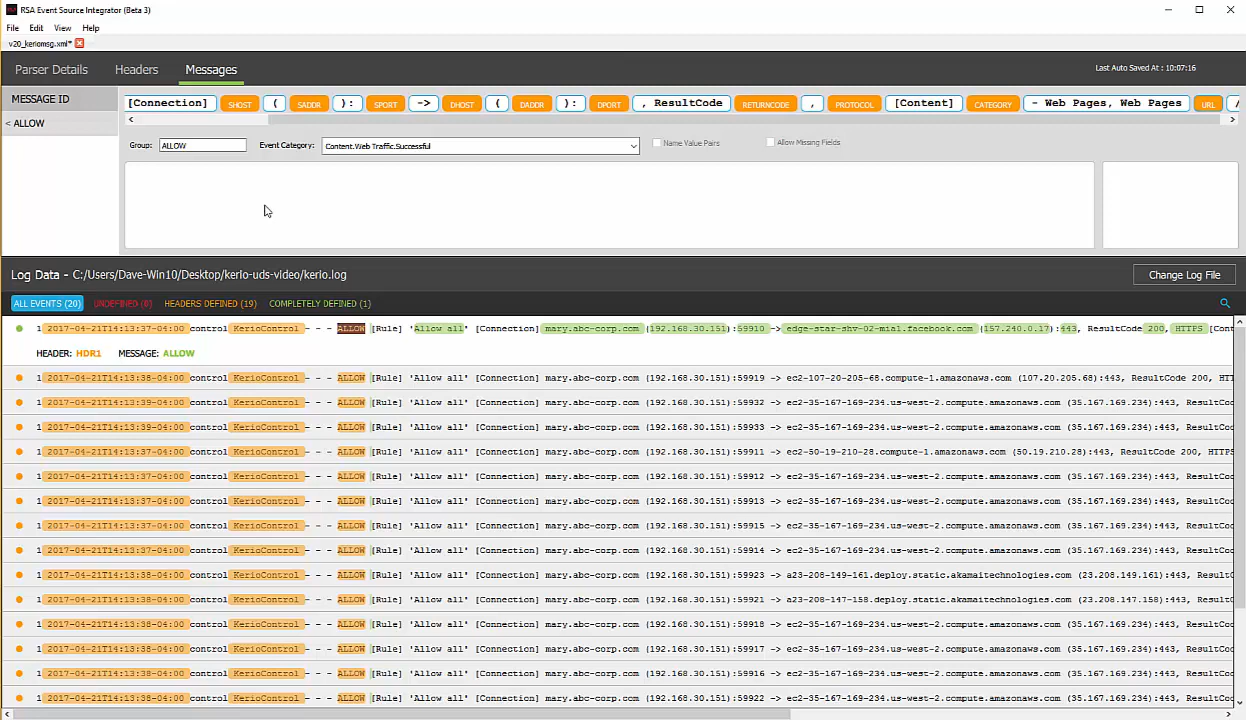 RSA Event Source Integrator (Beta 3)
File Edit View Help
v20_keriomsg.xml*
Parser Details Headers Messages Last Auto Saved At : 10:07:16
MESSAGE ID
< ALLOW
[Connection] SHOST ( SADDR ): SPORT -> DHOST ( DADDR ): DPORT , ResultCode RETURNCODE , PROTOCOL [Content] CATEGORY - Web Pages, Web Pages URL /
Group: ALLOW Event Category: Content.Web Traffic.Successful Name Value Pairs Allow Missing Fields
Log Data - C:/Users/Dave-Win10/Desktop/kerio-uds-video/kerio.log Change Log File
ALL EVENTS (20) UNDEFINED (0) HEADERS DEFINED (19) COMPLETELY DEFINED (1)
1 2017-04-21T14:13:37-04:00 control KerioControl - - - ALLOW [Rule] 'Allow all' [Connection] mary.abc-corp.com (192.168.30.151):59910 -> edge-star-shv-02-mia1.facebook.com (157.240.0.17):443, ResultCode 200, HTTPS [Cont
HEADER: HDR1 MESSAGE: ALLOW
1 2017-04-21T14:13:38-04:00 control KerioControl - - - ALLOW [Rule] 'Allow all' [Connection] mary.abc-corp.com (192.168.30.151):59919 -> ec2-107-20-205-68.compute-1.amazonaws.com (107.20.205.68):443, ResultCode 200, HTT
1 2017-04-21T14:13:39-04:00 control KerioControl - - - ALLOW [Rule] 'Allow all' [Connection] mary.abc-corp.com (192.168.30.151):59932 -> ec2-35-167-169-234.us-west-2.compute.amazonaws.com (35.167.169.234):443, ResultCo
1 2017-04-21T14:13:39-04:00 control KerioControl - - - ALLOW [Rule] 'Allow all' [Connection] mary.abc-corp.com (192.168.30.151):59933 -> ec2-35-167-169-234.us-west-2.compute.amazonaws.com (35.167.169.234):443, ResultCo
1 2017-04-21T14:13:38-04:00 control KerioControl - - - ALLOW [Rule] 'Allow all' [Connection] mary.abc-corp.com (192.168.30.151):59911 -> ec2-50-19-210-28.compute-1.amazonaws.com (50.19.210.28):443, ResultCode 200, HTTPS
1 2017-04-21T14:13:37-04:00 control KerioControl - - - ALLOW [Rule] 'Allow all' [Connection] mary.abc-corp.com (192.168.30.151):59912 -> ec2-35-167-169-234.us-west-2.compute.amazonaws.com (35.167.169.234):443, ResultCo
1 2017-04-21T14:13:37-04:00 control KerioControl - - - ALLOW [Rule] 'Allow all' [Connection] mary.abc-corp.com (192.168.30.151):59913 -> ec2-35-167-169-234.us-west-2.compute.amazonaws.com (35.167.169.234):443, ResultCo
1 2017-04-21T14:13:37-04:00 control KerioControl - - - ALLOW [Rule] 'Allow all' [Connection] mary.abc-corp.com (192.168.30.151):59915 -> ec2-35-167-169-234.us-west-2.compute.amazonaws.com (35.167.169.234):443, ResultCo
1 2017-04-21T14:13:37-04:00 control KerioControl - - - ALLOW [Rule] 'Allow all' [Connection] mary.abc-corp.com (192.168.30.151):59914 -> ec2-35-167-169-234.us-west-2.compute.amazonaws.com (35.167.169.234):443, ResultCo
1 2017-04-21T14:13:38-04:00 control KerioControl - - - ALLOW [Rule] 'Allow all' [Connection] mary.abc-corp.com (192.168.30.151):59923 -> a23-208-149-161.deploy.static.akamaitechnologies.com (23.208.149.161):443, ResultC
1 2017-04-21T14:13:38-04:00 control KerioControl - - - ALLOW [Rule] 'Allow all' [Connection] mary.abc-corp.com (192.168.30.151):59921 -> a23-208-147-158.deploy.static.akamaitechnologies.com (23.208.147.158):443, ResultC
1 2017-04-21T14:13:38-04:00 control KerioControl - - - ALLOW [Rule] 'Allow all' [Connection] mary.abc-corp.com (192.168.30.151):59918 -> ec2-35-167-169-234.us-west-2.compute.amazonaws.com (35.167.169.234):443, ResultCo
1 2017-04-21T14:13:38-04:00 control KerioControl - - - ALLOW [Rule] 'Allow all' [Connection] mary.abc-corp.com (192.168.30.151):59917 -> ec2-35-167-169-234.us-west-2.compute.amazonaws.com (35.167.169.234):443, ResultCo
1 2017-04-21T14:13:38-04:00 control KerioControl - - - ALLOW [Rule] 'Allow all' [Connection] mary.abc-corp.com (192.168.30.151):59916 -> ec2-35-167-169-234.us-west-2.compute.amazonaws.com (35.167.169.234):443, ResultCo
1 2017-04-21T14:13:38-04:00 control KerioControl - - - ALLOW [Rule] 'Allow all' [Connection] mary.abc-corp.com (192.168.30.151):59922 -> ec2-35-167-169-234.us-west-2.compute.amazonaws.com (35.167.169.234):443, ResultCo